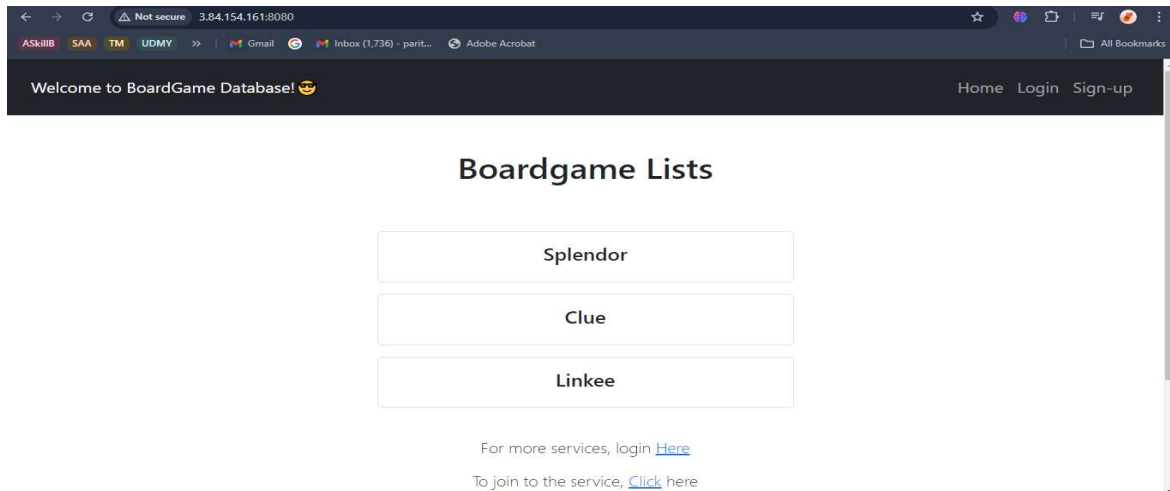 Not secure 3.84.154.161:8080
ASkillB SAA TM UDMY >> Gmail Inbox (1,736) - parit... Adobe Acrobat All Bookmarks
Welcome to BoardGame Database!😎 Home Login Sign-up
Boardgame Lists
Splendor
Clue
Linkee
For more services, login Here
To join to the service, Click here